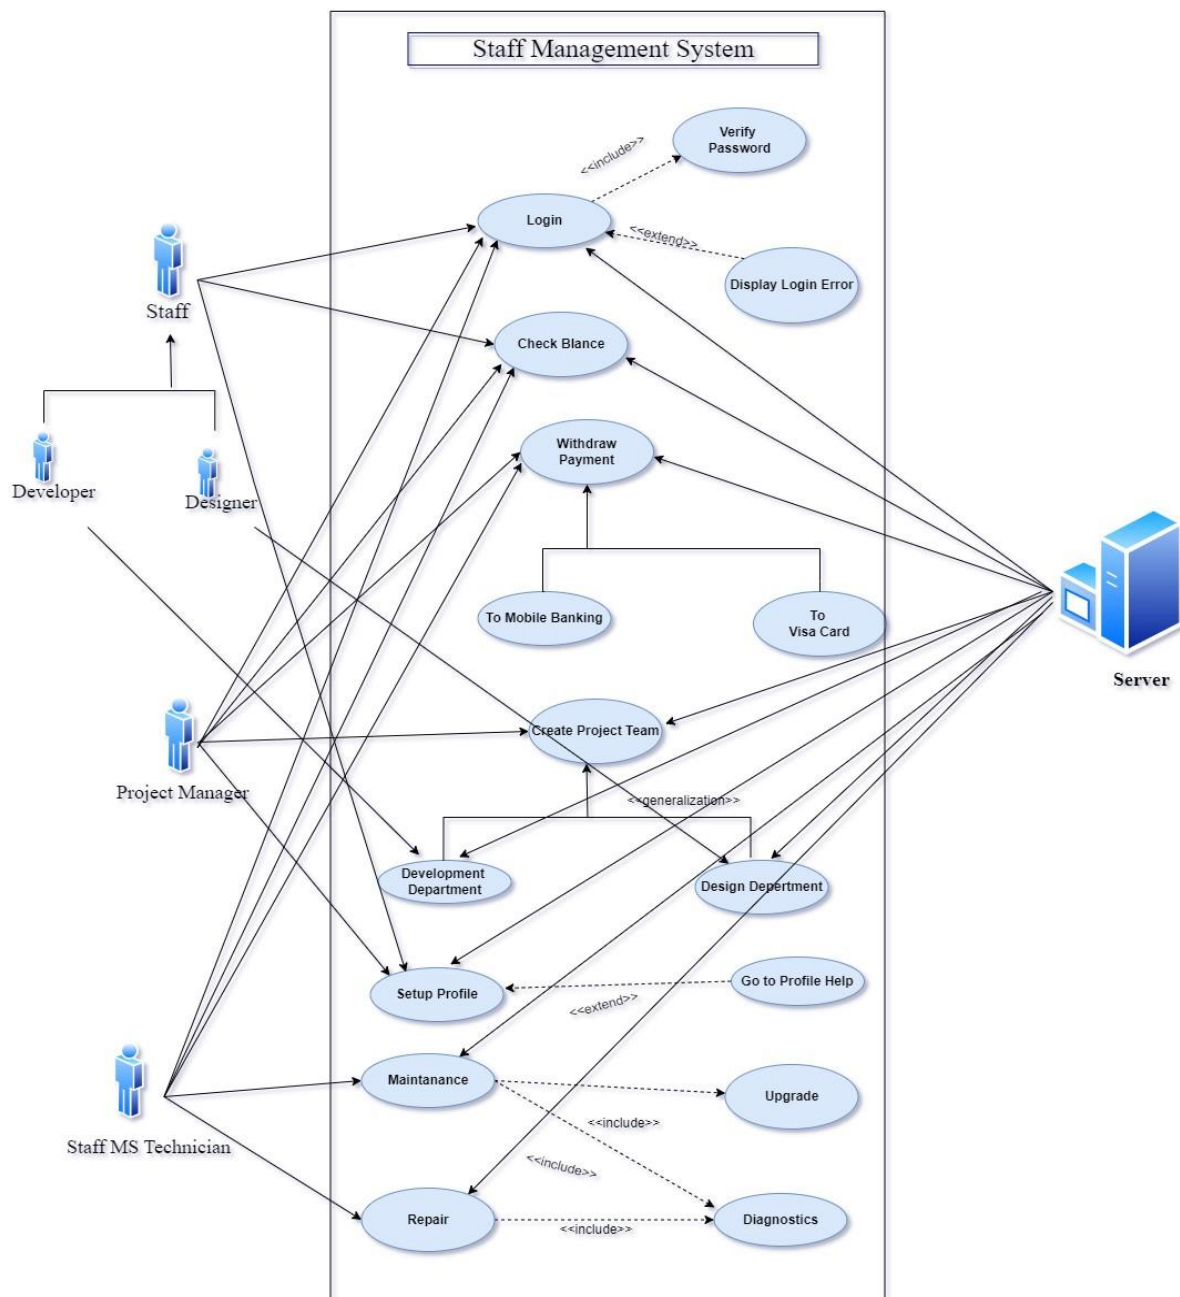 Staff Management System
Verify
Password
<<include>>
Login
<<extend>>
Display Login Error
Staff
Check Blance
Withdraw
Payment
Developer
Designer
To Mobile Banking
To
Visa Card
Server
Create Project Team
Project Manager
<<generalization>>
Development
Department
Design Depertment
Setup Profile
Go to Profile Help
<<extend>>
Maintanance
Upgrade
<<include>>
Staff MS Technician
<<include>>
Repair
<<include>>
Diagnostics